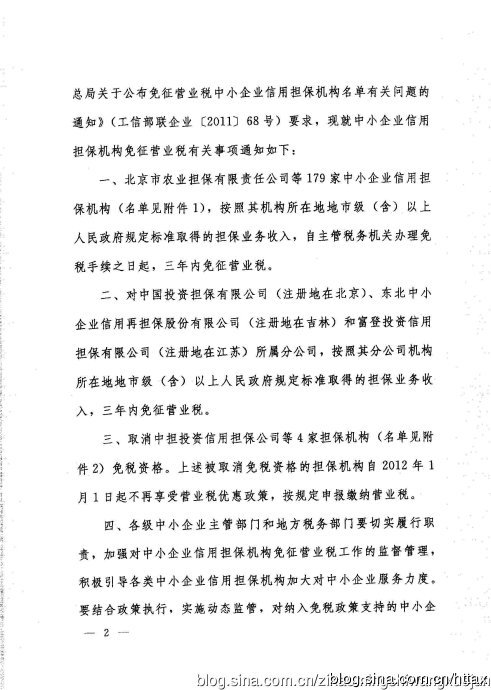 总局关于公布免征营业税中小企业信用担保机构名单有关问题的
通知》（工信部联企业〔2011〕68号）要求，现就中小企业信用
担保机构免征营业税有关事项通知如下：
一、北京市农业担保有限责任公司等179家中小企业信用担
保机构（名单见附件1），按照其机构所在地地市级（含）以上
人民政府规定标准取得的担保业务收入，自主管税务机关办理免
税手续之日起，三年内免征营业税。
二、对中国投资担保有限公司（注册地在北京）、东北中小
企业信用再担保股份有限公司（注册地在吉林）和富登投资信用
担保有限公司（注册地在江苏）所属分公司，按照其分公司机构
所在地地市级（含）以上人民政府规定标准取得的担保业务收
入，三年内免征营业税。
三、取消中担投资信用担保公司等4家担保机构（名单见附
件2）免税资格。上述被取消免税资格的担保机构自2012年1
月1日起不再享受营业税优惠政策，按规定申报缴纳营业税。
四、各级中小企业主管部门和地方税务部门要切实履行职
责，加强对中小企业信用担保机构免征营业税工作的监督管理，
积极引导各类中小企业信用担保机构加大对中小企业服务力度。
要结合政策执行，实施动态监管，对纳入免税政策支持的中小企
— 2 —
blog.sina.com.cn/httax